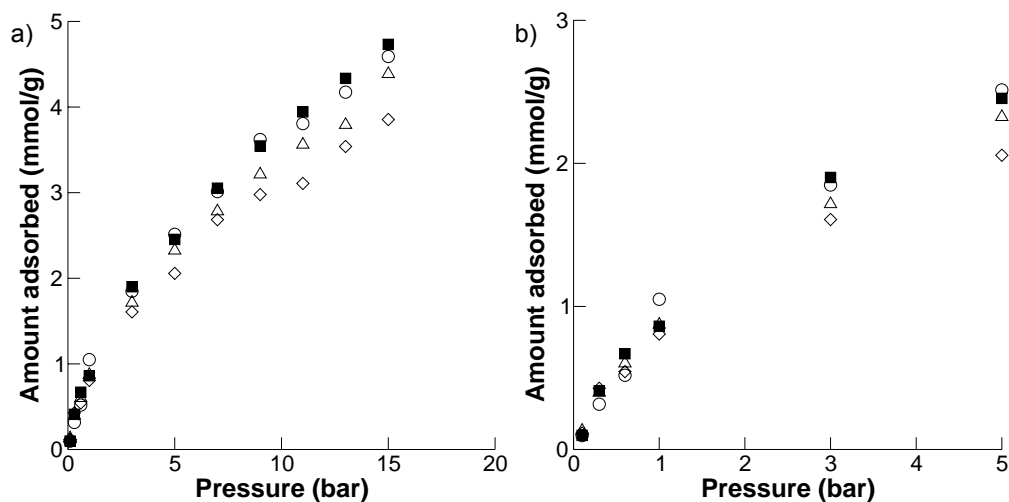 a)
Amount adsorbed (mmol/g)
5
4
3
2
1
0
0 5 10 15 20
Pressure (bar)
b)
Amount adsorbed (mmol/g)
3
2
1
0
0 1 2 3 4 5
Pressure (bar)